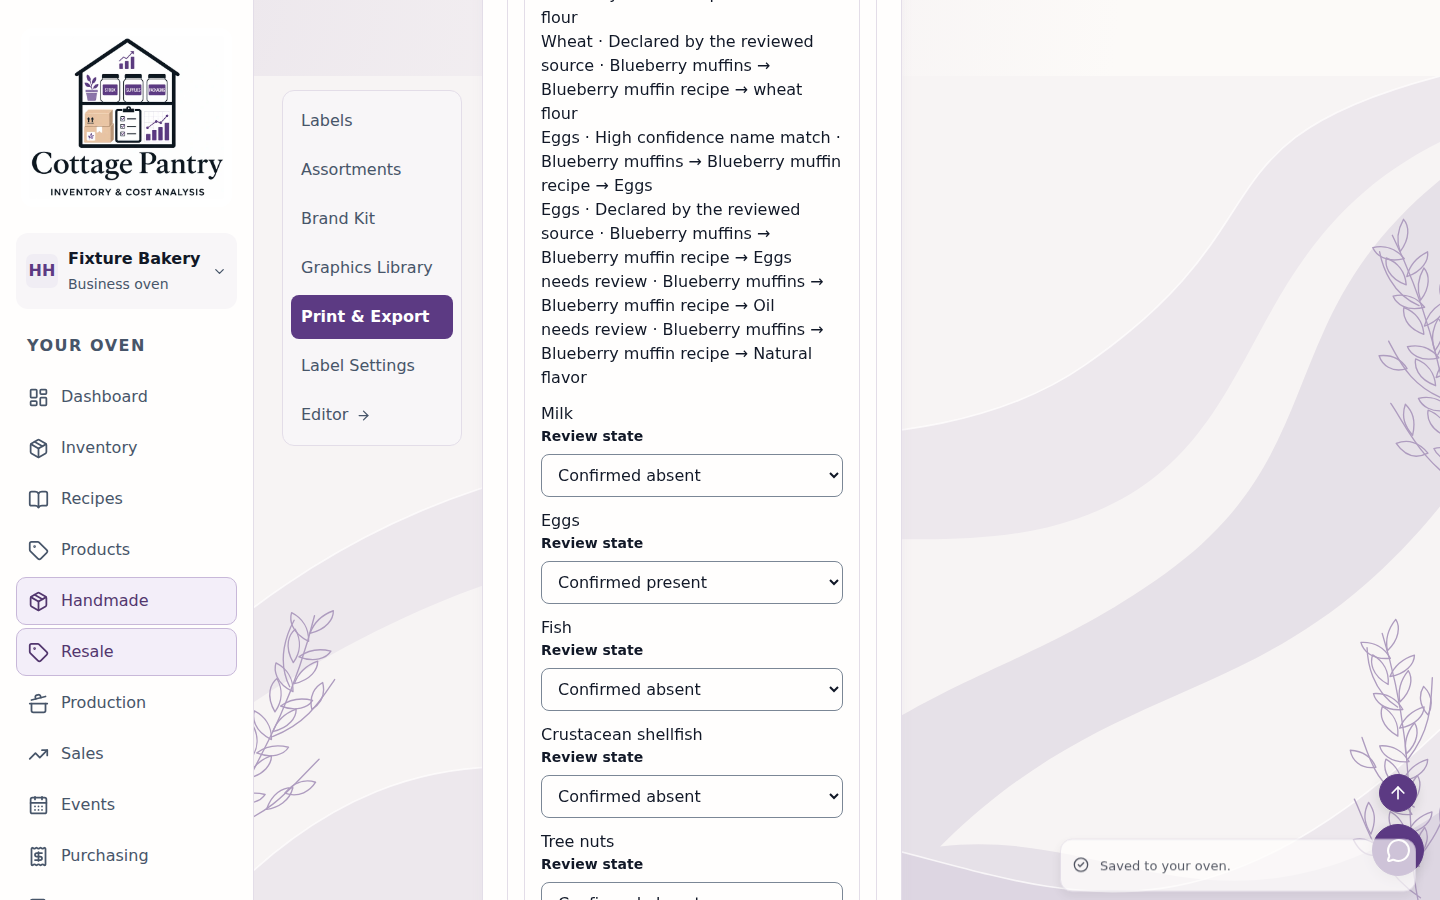 Cottage Pantry
INVENTORY & COST ANALYSIS
HH
Fixture Bakery
Business oven
YOUR OVEN
Dashboard
Inventory
Recipes
Products
Handmade
Resale
Production
Sales
Events
Purchasing
Labels
Assortments
Brand Kit
Graphics Library
Print & Export
Label Settings
Editor →
flour
Wheat · Declared by the reviewed
source · Blueberry muffins →
Blueberry muffin recipe → wheat
flour
Eggs · High confidence name match ·
Blueberry muffins → Blueberry muffin
recipe → Eggs
Eggs · Declared by the reviewed
source · Blueberry muffins →
Blueberry muffin recipe → Eggs
needs review · Blueberry muffins →
Blueberry muffin recipe → Oil
needs review · Blueberry muffins →
Blueberry muffin recipe → Natural
flavor
Milk
Review state
Confirmed absent
Eggs
Review state
Confirmed present
Fish
Review state
Confirmed absent
Crustacean shellfish
Review state
Confirmed absent
Tree nuts
Review state
Saved to your oven.